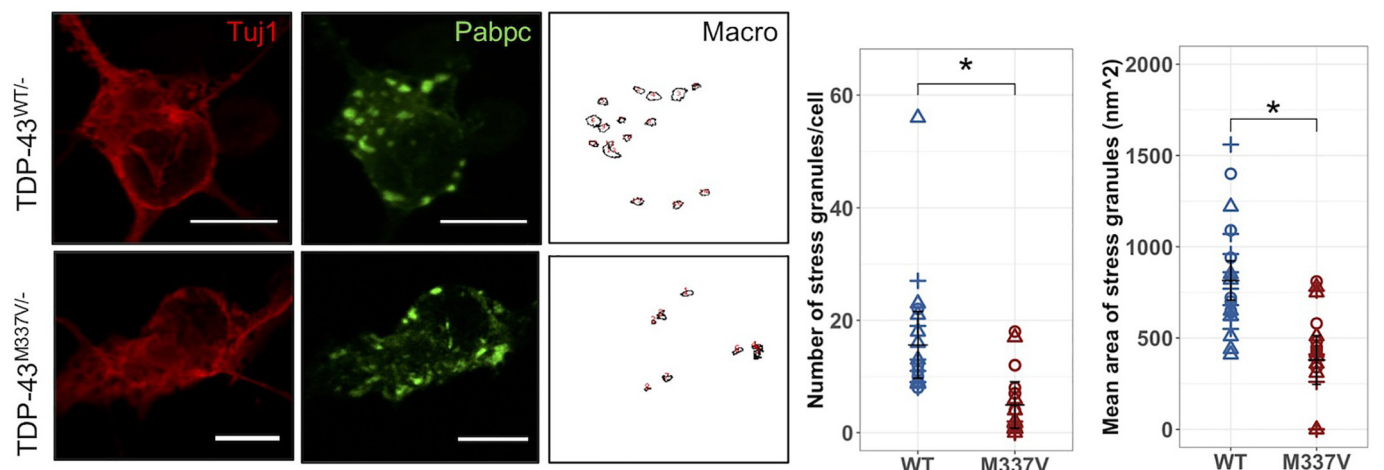 TDP-43WT/-
Tuj1
Pabpc
Macro
TDP-43M337V/-
Number of stress granules/cell
60
40
20
0
*
WT
M337V
Mean area of stress granules (nm^2)
2000
1500
1000
500
0
*
WT
M337V